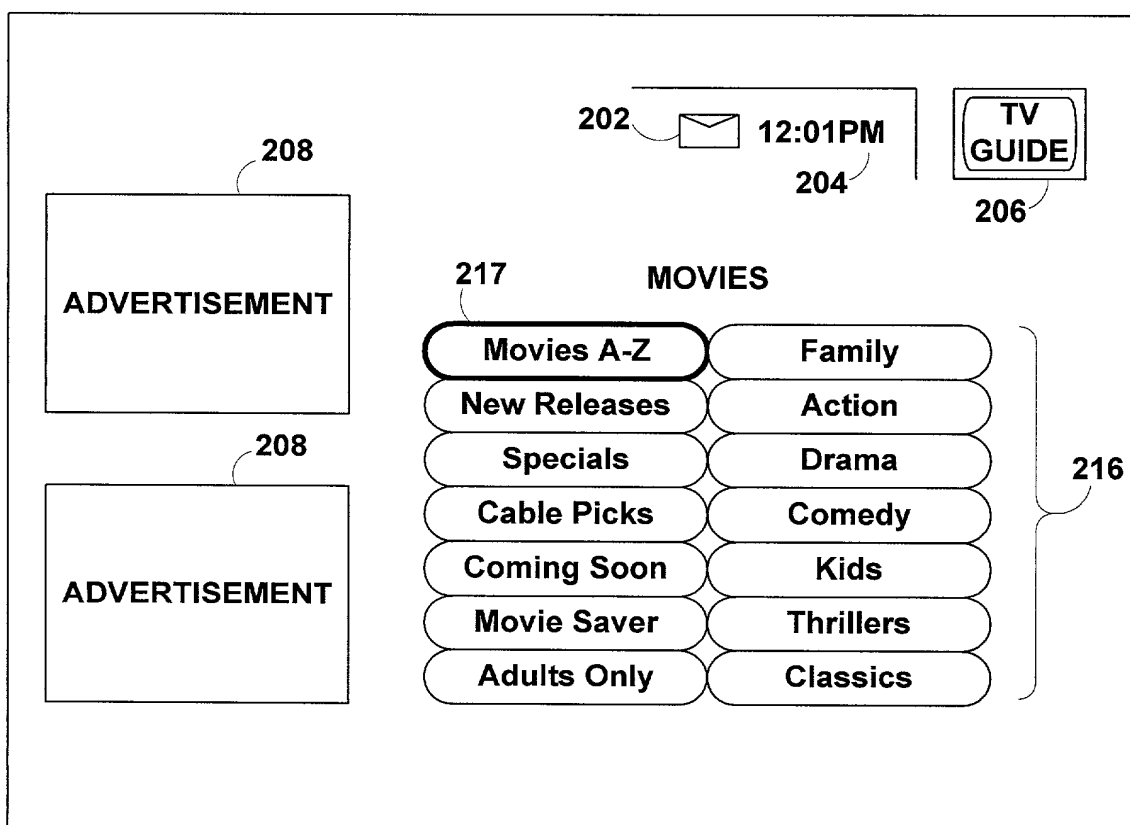 202
12:01PM
204
TV
GUIDE
206
208
ADVERTISEMENT
208
ADVERTISEMENT
217
MOVIES
Movies A-Z
Family
New Releases
Action
Specials
Drama
Cable Picks
Comedy
Coming Soon
Kids
Movie Saver
Thrillers
Adults Only
Classics
216